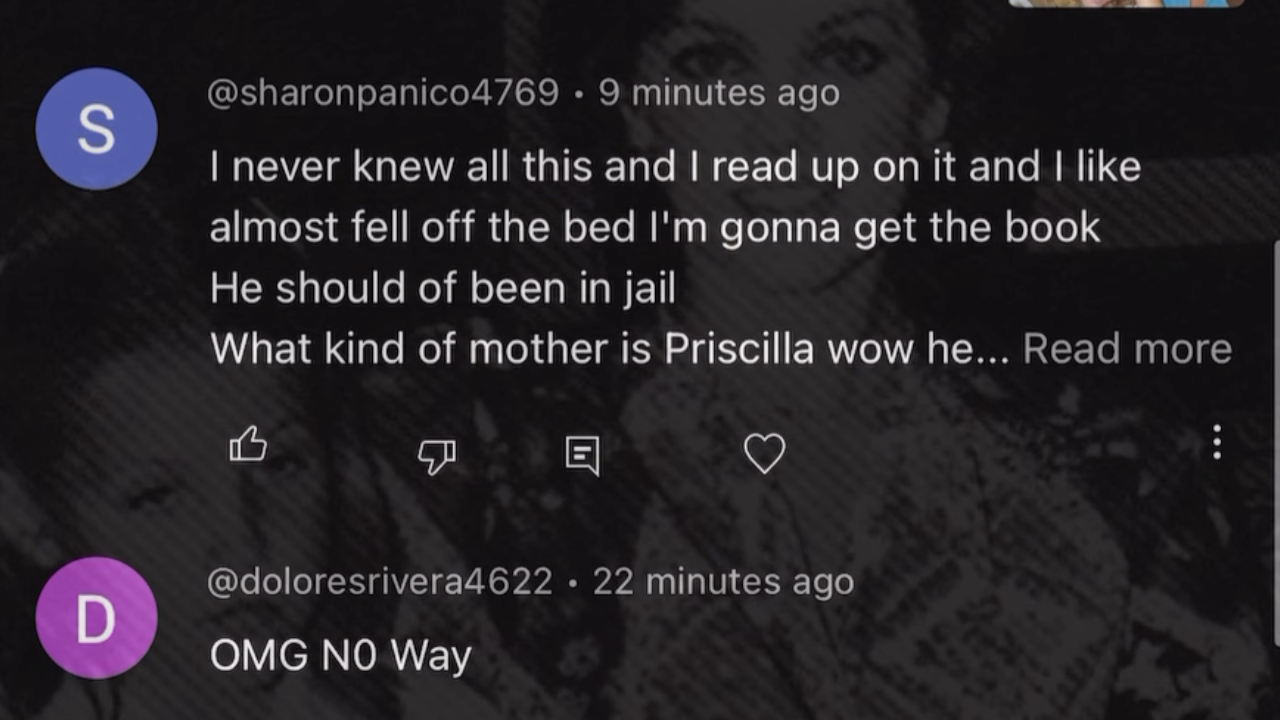 S
@sharonpanico4769 • 9 minutes ago
I never knew all this and I read up on it and I like
almost fell off the bed I'm gonna get the book
He should of been in jail
What kind of mother is Priscilla wow he... Read more
D
@doloresrivera4622 • 22 minutes ago
OMG N0 Way